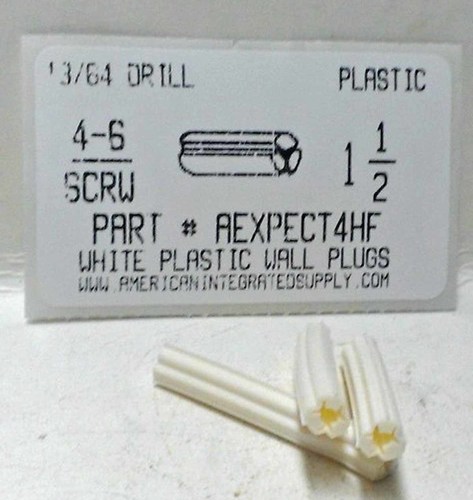 13/64 DRILL PLASTIC
4-6
SCRW
1 1/2
PART # AEXPECT4HF
WHITE PLASTIC WALL PLUGS
WWW.AMERICANINTEGRATEDSUPPLY.COM